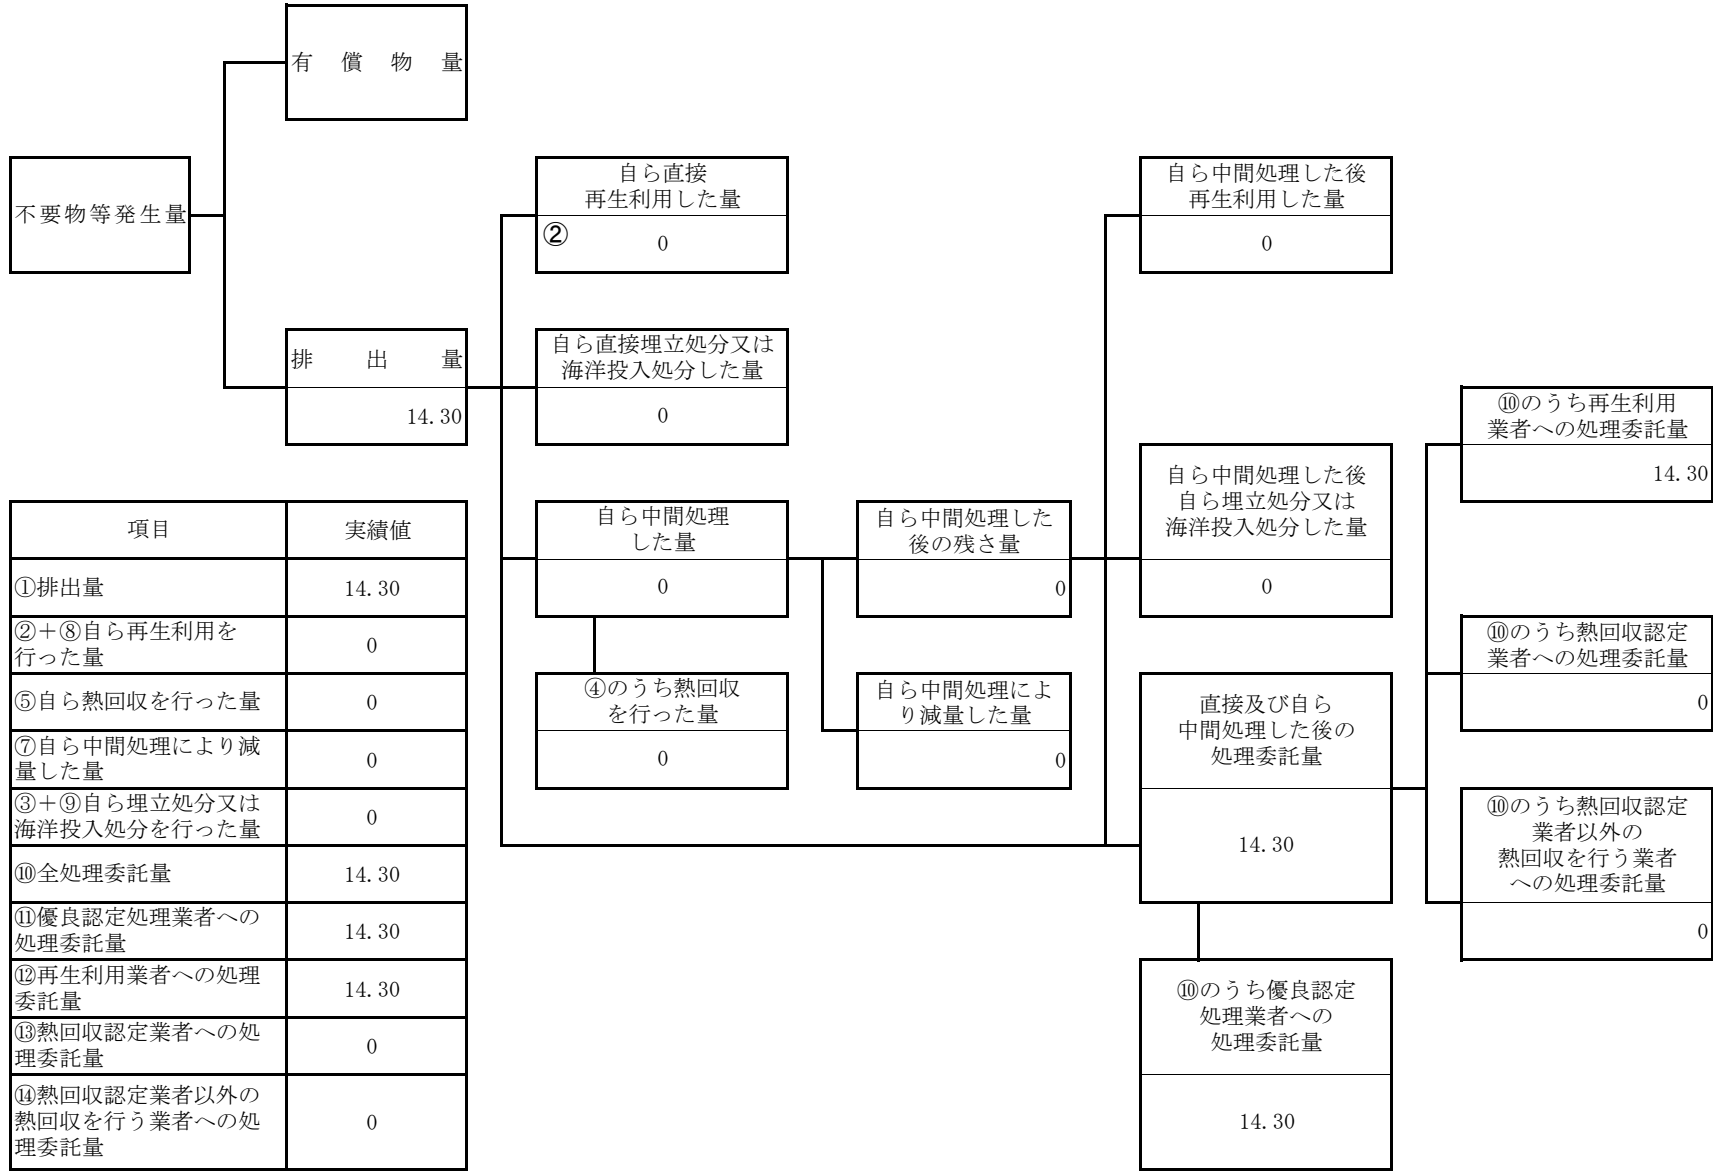 有償物量
不要物等発生量
排出量
14.30
自ら直接
再生利用した量
②
0
自ら直接埋立処分又は
海洋投入処分した量
0
自ら中間処理
した量
0
④のうち熱回収
を行った量
0
自ら中間処理した
後の残さ量
0
自ら中間処理によ
り減量した量
0
自ら中間処理した後
再生利用した量
0
自ら中間処理した後
自ら埋立処分又は
海洋投入処分した量
0
直接及び自ら
中間処理した後の
処理委託量
14.30
⑩のうち優良認定
処理業者への
処理委託量
14.30
⑩のうち再生利用
業者への処理委託量
14.30
⑩のうち熱回収認定
業者への処理委託量
0
⑩のうち熱回収認定
業者以外の
熱回収を行う業者
への処理委託量
0
項目 実績値
①排出量 14.30
②＋⑧自ら再生利用を
行った量 0
⑤自ら熱回収を行った量 0
⑦自ら中間処理により減
量した量 0
③＋⑨自ら埋立処分又は
海洋投入処分を行った量 0
⑩全処理委託量 14.30
⑪優良認定処理業者への
処理委託量 14.30
⑫再生利用業者への処理
委託量 14.30
⑬熱回収認定業者への処
理委託量 0
⑭熱回収認定業者以外の
熱回収を行う業者への処
理委託量 0